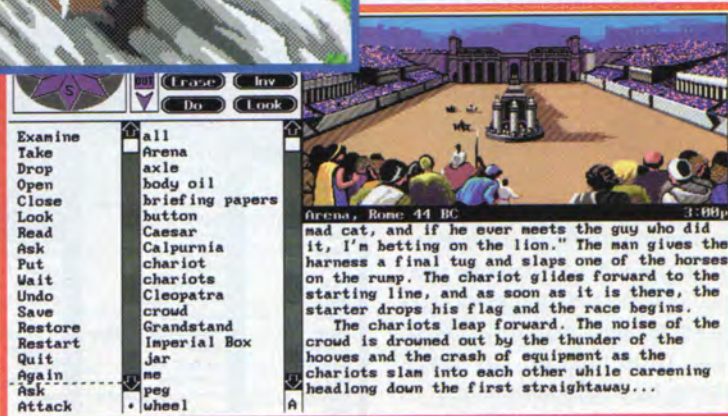 S
OUT
Erase
Inv
Do
Look
Examine
Take
Drop
Open
Close
Look
Read
Ask
Put
Wait
Undo
Save
Restore
Restart
Quit
Again
Ask
Attack
all
Arena
axle
body oil
briefing papers
button
Caesar
Calpurnia
chariot
chariots
Cleopatra
crowd
Grandstand
Imperial Box
jar
me
peg
wheel
A
Arena, Rome 44 BC 3:00p
mad cat, and if he ever meets the guy who did
it, I'm betting on the lion." The man gives the
harness a final tug and slaps one of the horses
on the rump. The chariot glides forward to the
starting line, and as soon as it is there, the
starter drops his flag and the race begins.
The chariots leap forward. The noise of the
crowd is drowned out by the thunder of the
hooves and the crash of equipment as the
chariots slam into each other while careening
headlong down the first straightaway...